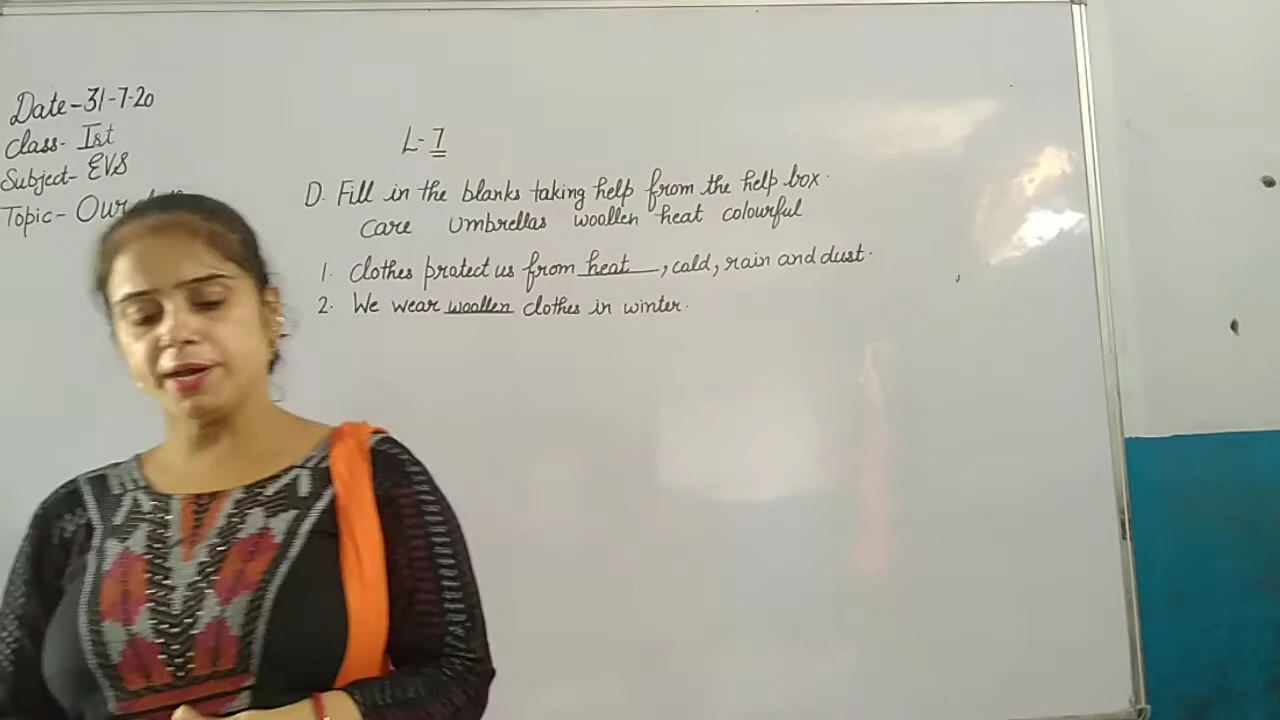 Date-31-7-20
Class- Ist
Subject- EVS
Topic- Our
L-7
D. Fill in the blanks taking help from the help box.
care umbrellas woollen heat colourful
1. Clothes protect us from heat, cald, rain and dust.
2. We wear woollen clothes in winter.